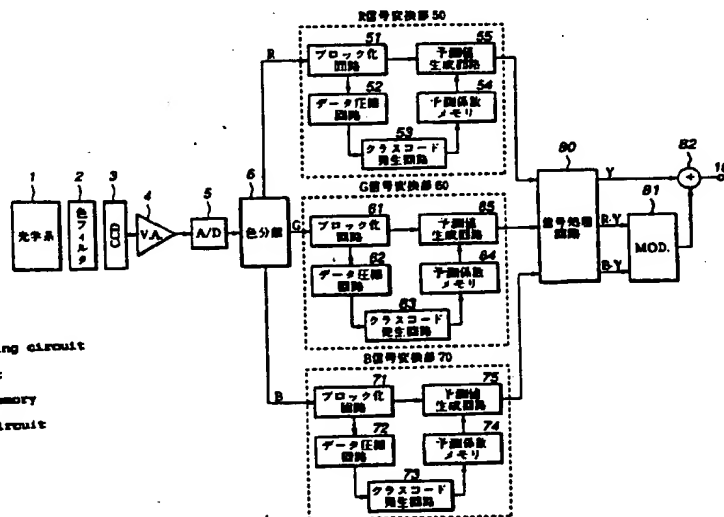 R信号変換部50
R
51
ブロック化
回路
55
予測値
生成回路
52
データ圧縮
回路
54
予測係数
メモリ
53
クラスコード
発生回路
1
光学系
2
色フィルタ
3
CCD
4
V.A.
5
A/D
6
色分離
G信号変換部60
G
61
ブロック化
回路
65
予測値
生成回路
62
データ圧縮
回路
64
予測係数
メモリ
63
クラスコード
発生回路
80
信号処理
回路
Y
R-Y
B-Y
81
MOD.
82
+
B信号変換部70
B
71
ブロック化
回路
75
予測値
生成回路
72
データ圧縮
回路
74
予測係数
メモリ
73
クラスコード
発生回路
ing circuit
emory
ircuit